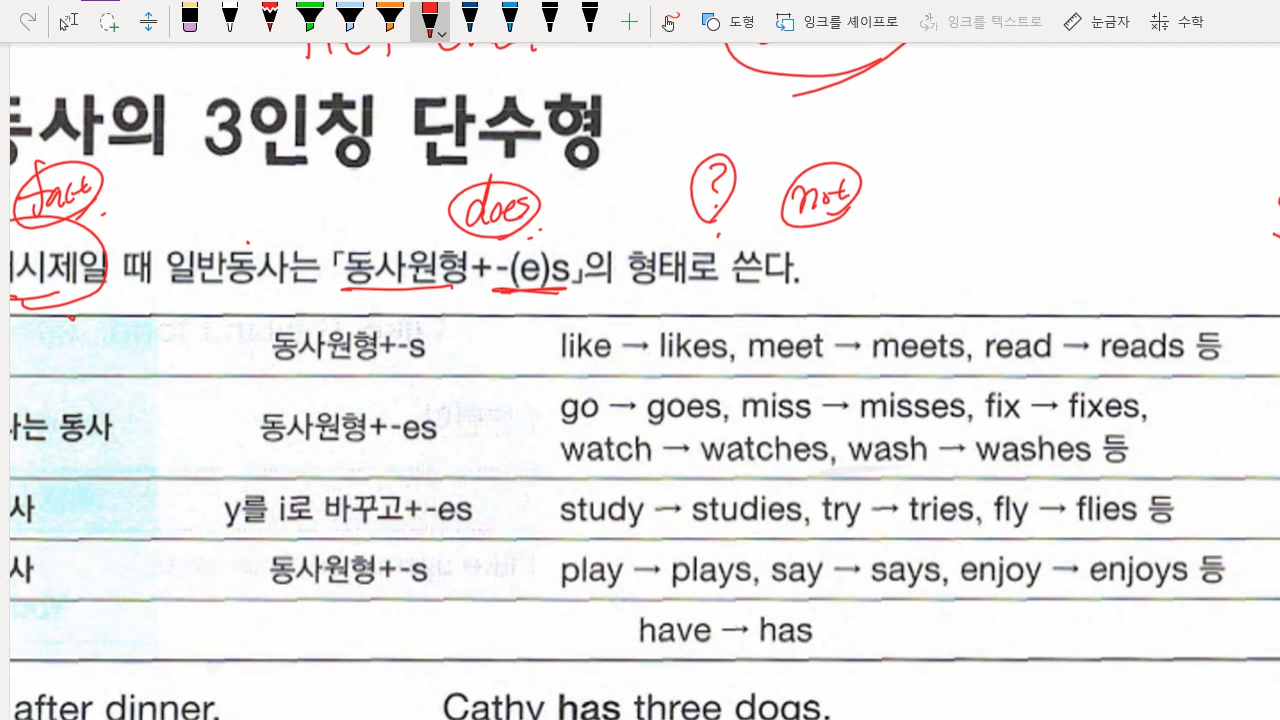 도형 잉크를 셰이프로 잉크를 텍스트로 눈금자 수학
동사의 3인칭 단수형
fact does ? not
시제일 때 일반동사는 「동사원형+-(e)s」의 형태로 쓴다.
동사원형+-s like → likes, meet → meets, read → reads 등
나는 동사 동사원형+-es go → goes, miss → misses, fix → fixes,
watch → watches, wash → washes 등
사 y를 i로 바꾸고+-es study → studies, try → tries, fly → flies 등
사 동사원형+-s play → plays, say → says, enjoy → enjoys 등
have → has
after dinner. Cathy has three dogs.